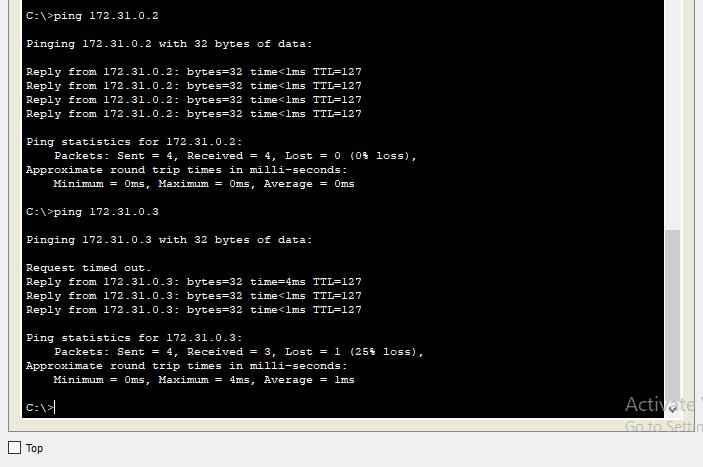 C:\>ping 172.31.0.2
Pinging 172.31.0.2 with 32 bytes of data:
Reply from 172.31.0.2: bytes=32 time<1ms TTL=127
Reply from 172.31.0.2: bytes=32 time<1ms TTL=127
Reply from 172.31.0.2: bytes=32 time<1ms TTL=127
Reply from 172.31.0.2: bytes=32 time<1ms TTL=127
Ping statistics for 172.31.0.2:
    Packets: Sent = 4, Received = 4, Lost = 0 (0% loss),
Approximate round trip times in milli-seconds:
    Minimum = 0ms, Maximum = 0ms, Average = 0ms
C:\>ping 172.31.0.3
Pinging 172.31.0.3 with 32 bytes of data:
Request timed out.
Reply from 172.31.0.3: bytes=32 time=4ms TTL=127
Reply from 172.31.0.3: bytes=32 time<1ms TTL=127
Reply from 172.31.0.3: bytes=32 time<1ms TTL=127
Ping statistics for 172.31.0.3:
    Packets: Sent = 4, Received = 3, Lost = 1 (25% loss),
Approximate round trip times in milli-seconds:
    Minimum = 0ms, Maximum = 4ms, Average = 1ms
C:\>
Activate
Go to
Top